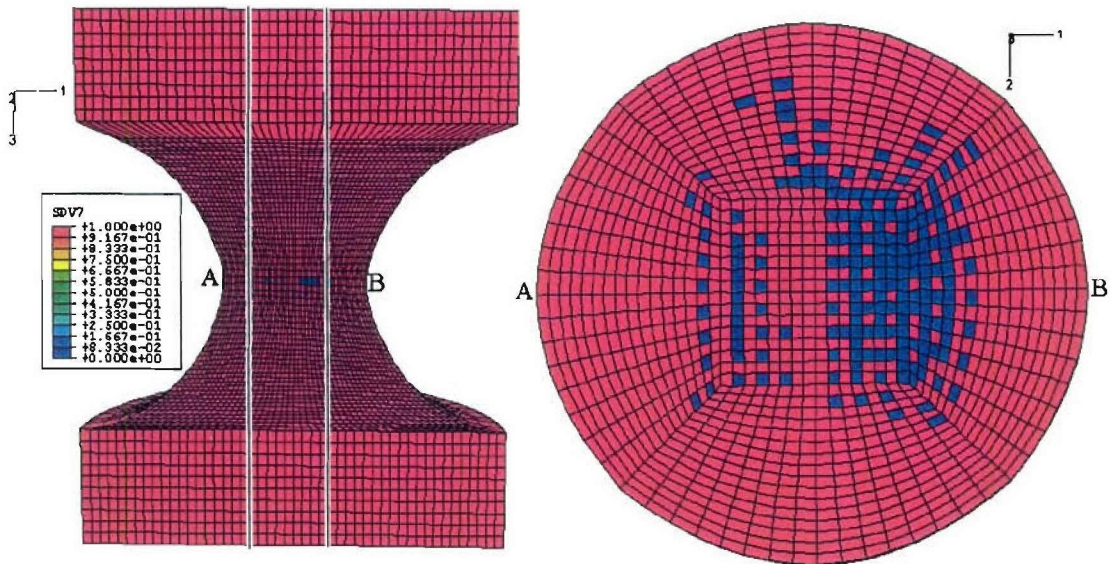 2
1
3
SDV7
+1.000e+00
+9.167e-01
+8.333e-01
+7.500e-01
+6.667e-01
+5.833e-01
+5.000e-01
+4.167e-01
+3.333e-01
+2.500e-01
+1.667e-01
+8.333e-02
+0.000e+00
A
B
3
1
2
A
B